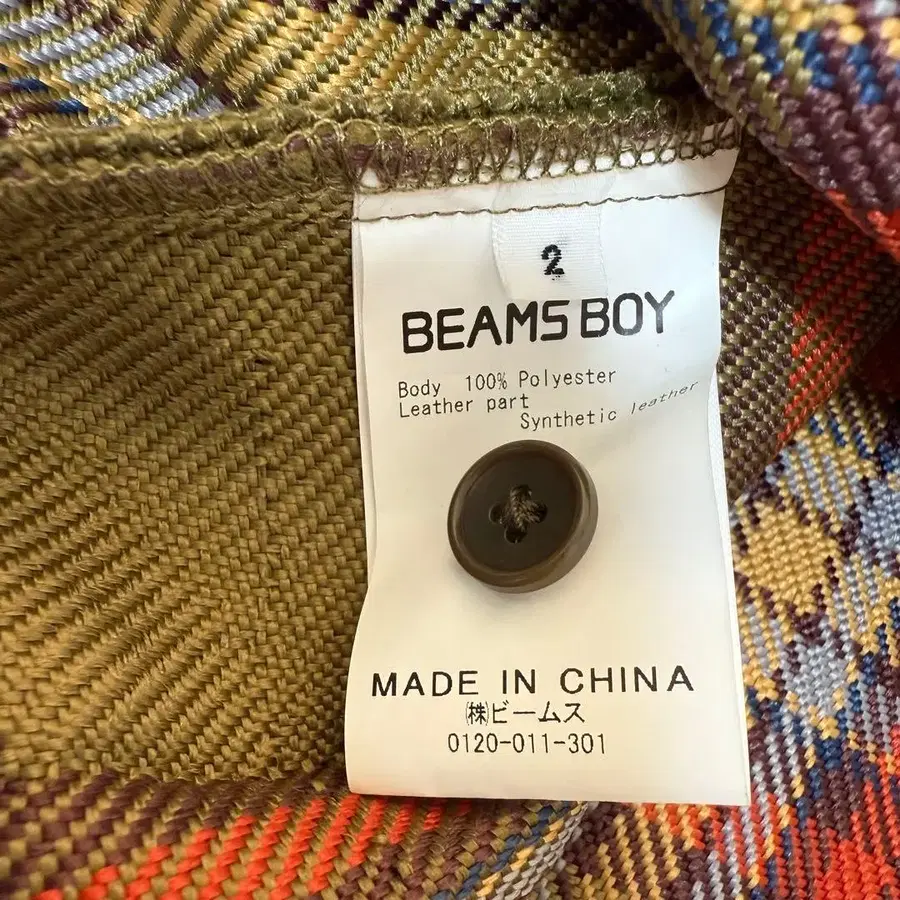 2
BEAMS BOY
Body 100% Polyester
Leather part
Synthetic leather
MADE IN CHINA
㈱ビームス
0120-011-301